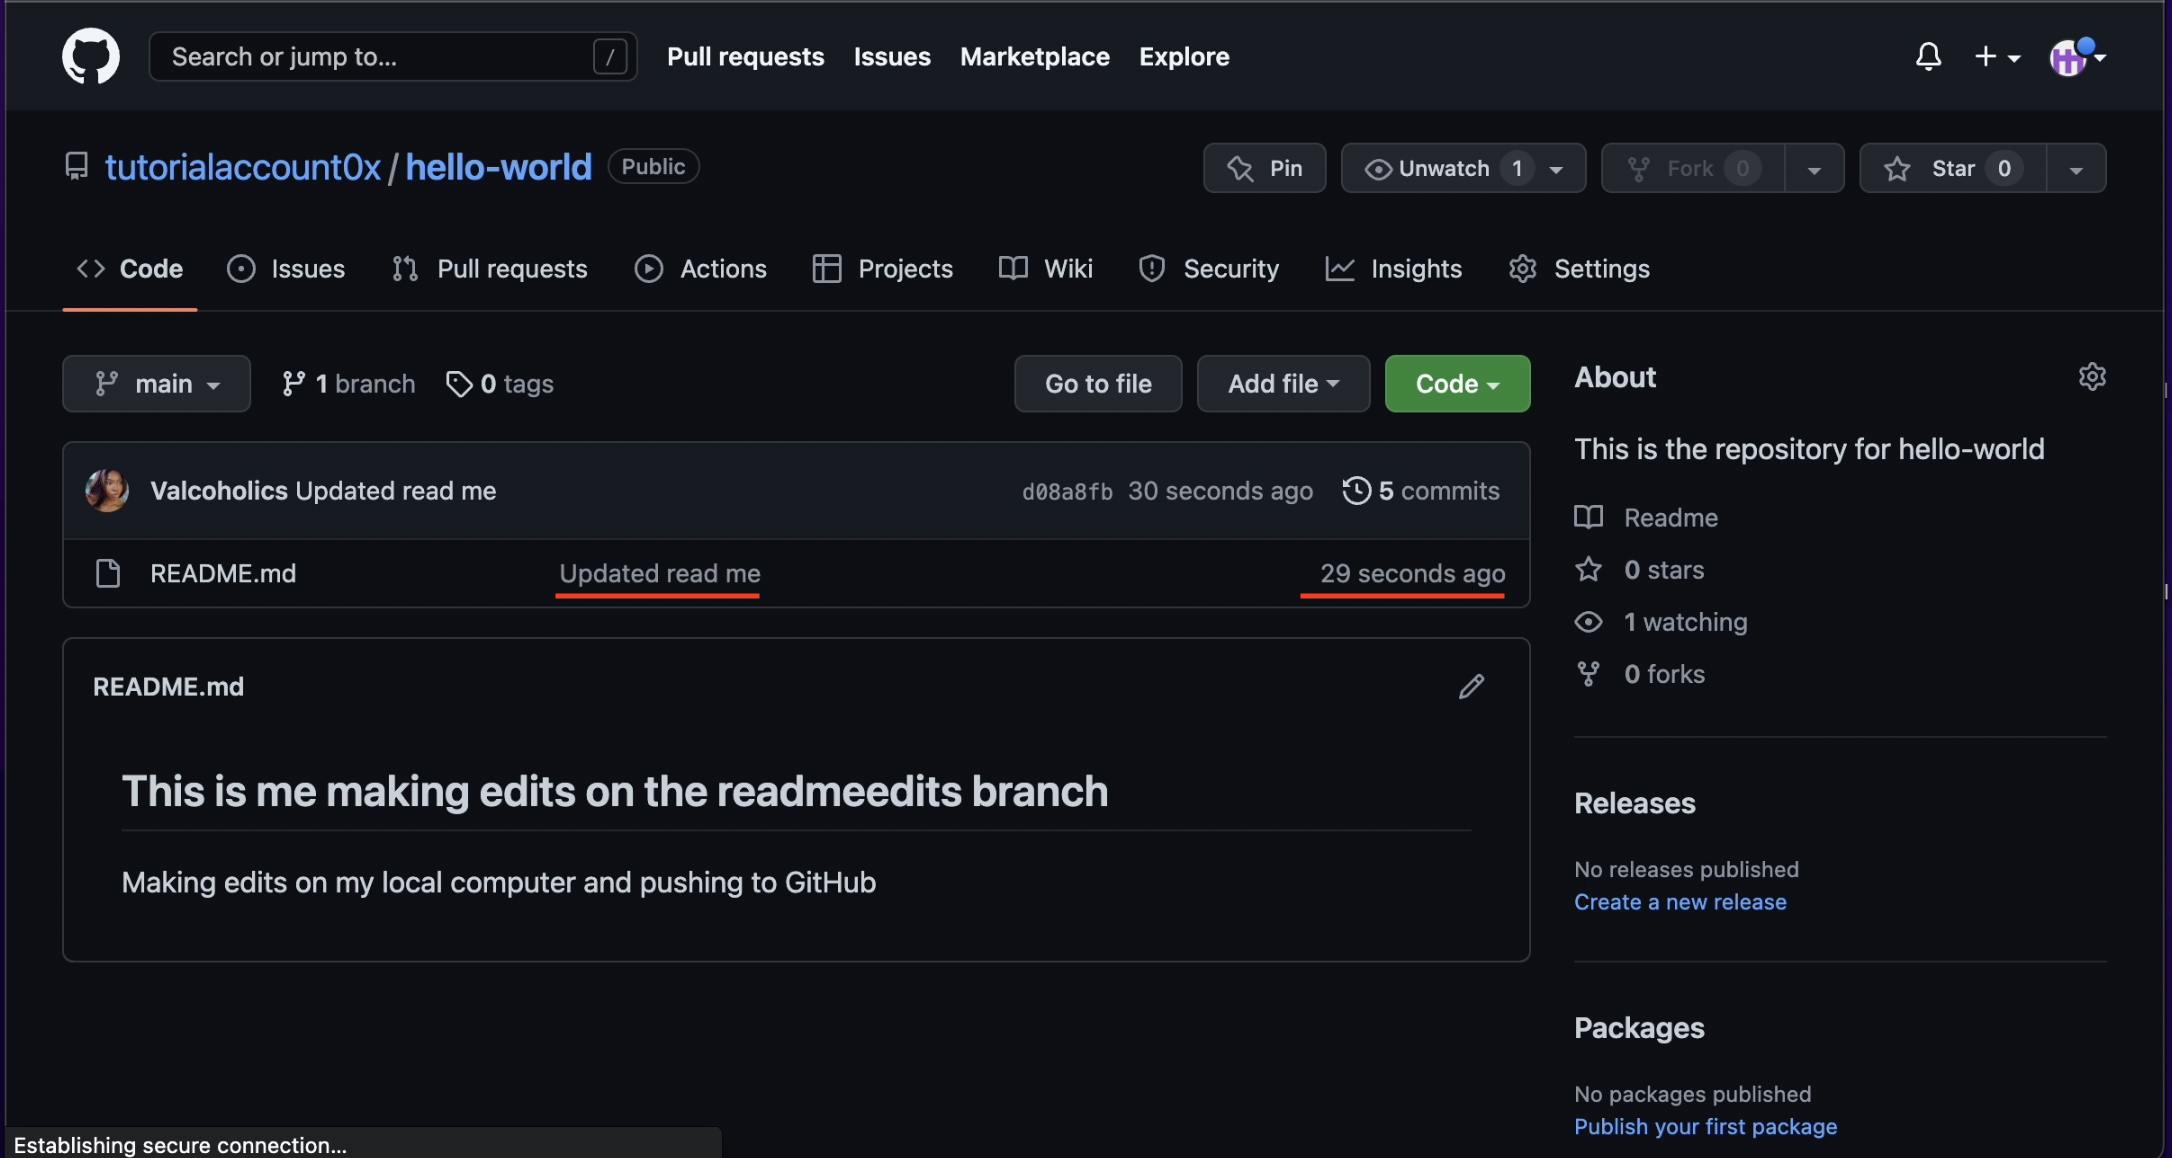 Search or jump to... /
Pull requests Issues Marketplace Explore
tutorialaccount0x / hello-world Public
Pin Unwatch 1 Fork 0 Star 0
Code Issues Pull requests Actions Projects Wiki Security Insights Settings
main 1 branch 0 tags Go to file Add file Code
Valcoholics Updated read me d08a8fb 30 seconds ago 5 commits
README.md Updated read me 29 seconds ago
README.md
This is me making edits on the readmeedits branch
Making edits on my local computer and pushing to GitHub
About
This is the repository for hello-world
Readme
0 stars
1 watching
0 forks
Releases
No releases published
Create a new release
Packages
No packages published
Publish your first package
Establishing secure connection...